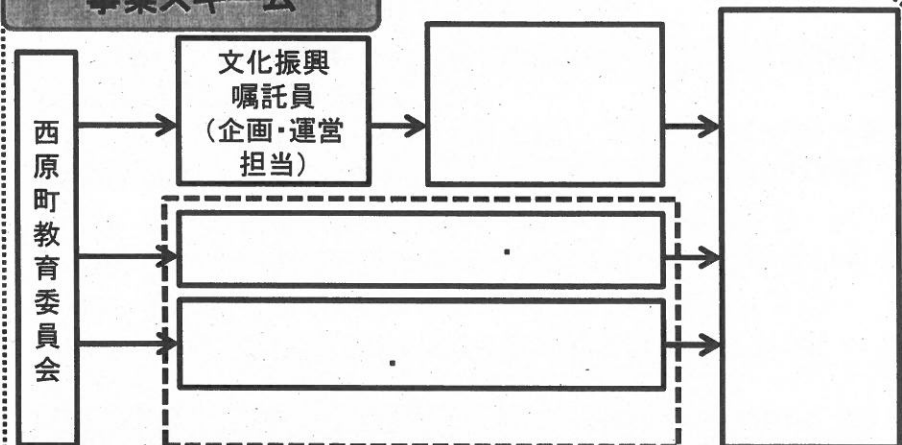 事業スキーム
西原町教育委員会
文化振興
嘱託員
（企画・運営
担当）